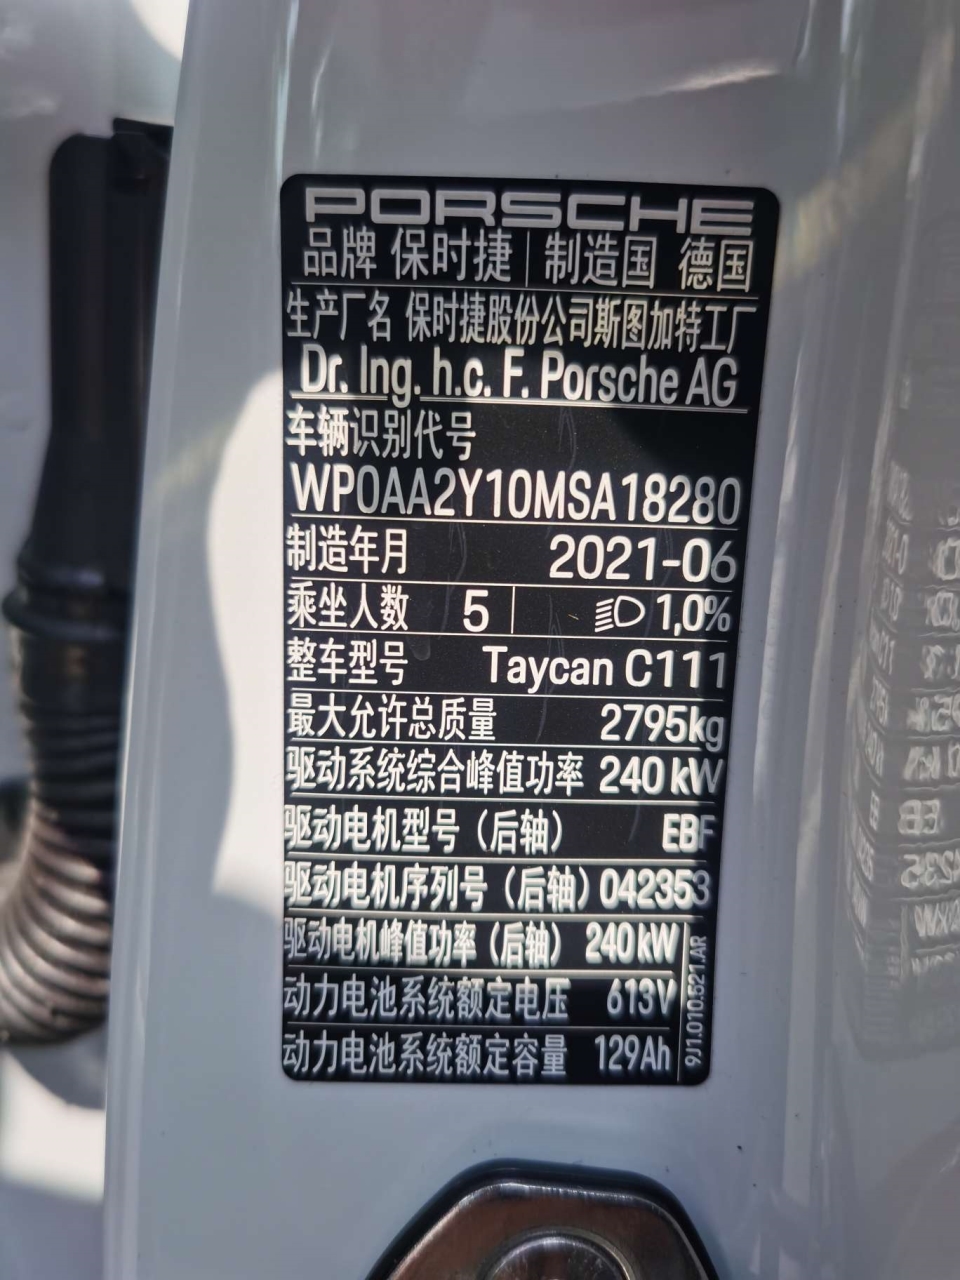 PORSCHE
品牌 保时捷 制造国 德国
生产厂名 保时捷股份公司斯图加特工厂
Dr. Ing. h.c. F. Porsche AG
车辆识别代号
WP0AA2Y10MSA18280
制造年月 2021-06
乘坐人数 5 1,0%
整车型号 Taycan C111
最大允许总质量 2795kg
驱动系统综合峰值功率 240 kW
驱动电机型号（后轴） EBF
驱动电机序列号（后轴）042353
驱动电机峰值功率（后轴） 240 kW
动力电池系统额定电压 613V
动力电池系统额定容量 129Ah
9J1.010.521.AR